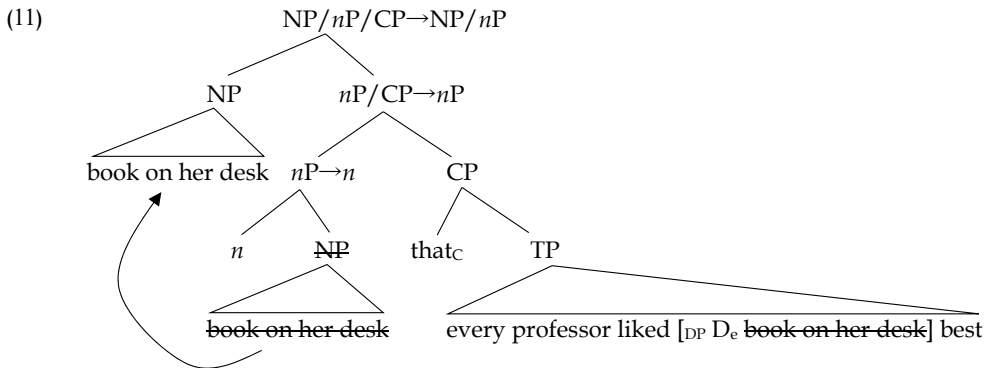 (11) NP/nP/CP→NP/nP
NP nP/CP→nP
book on her desk nP→n CP
n NP that_C TP
book on her desk every professor liked [DP De book on her desk] best